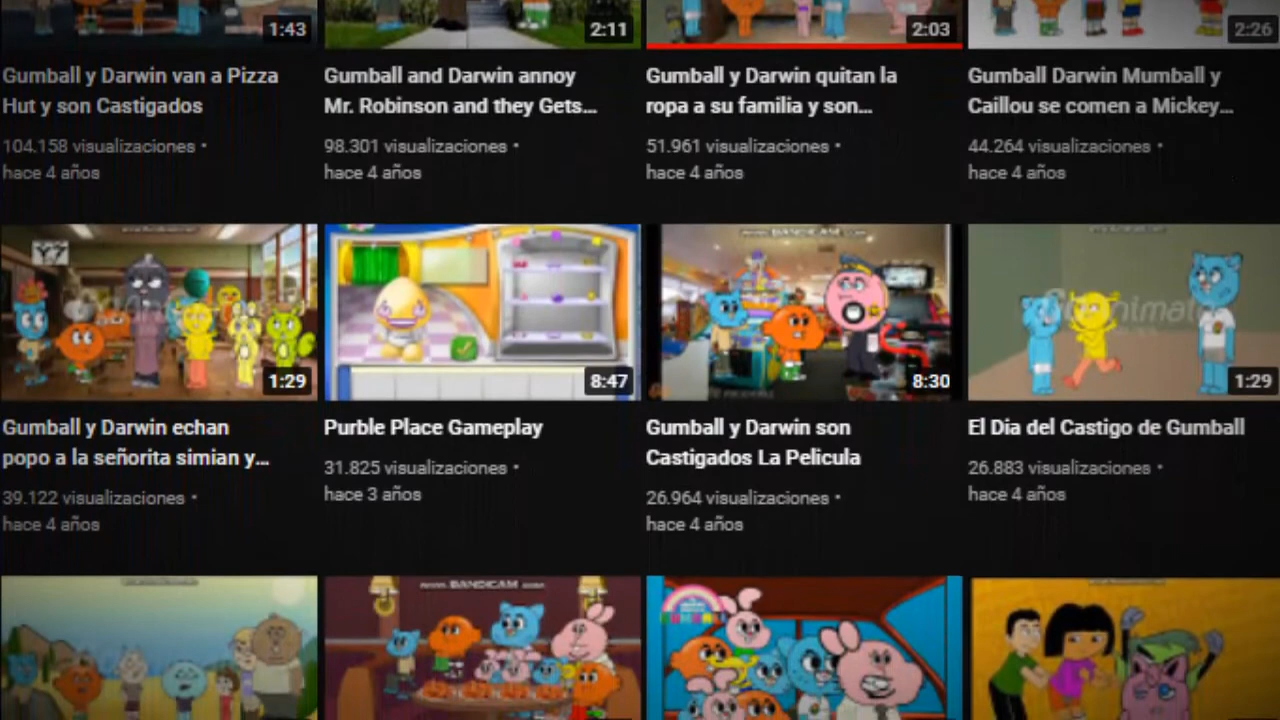 1:43
2:11
2:03
2:26
Gumball y Darwin van a Pizza
Hut y son Castigados
104.158 visualizaciones •
hace 4 años
Gumball and Darwin annoy
Mr. Robinson and they Gets...
98.301 visualizaciones •
hace 4 años
Gumball y Darwin quitan la
ropa a su familia y son...
51.961 visualizaciones •
hace 4 años
Gumball Darwin Mumball y
Caillou se comen a Mickey...
44.264 visualizaciones •
hace 4 años
Y7
1:29
8:47
BANDICAM
8:30
1:29
Gumball y Darwin echan
popo a la señorita simian y...
39.122 visualizaciones •
hace 4 años
Purble Place Gameplay
31.825 visualizaciones •
hace 3 años
Gumball y Darwin son
Castigados La Pelicula
26.964 visualizaciones •
hace 4 años
El Dia del Castigo de Gumball
26.883 visualizaciones •
hace 4 años
BANDICAM